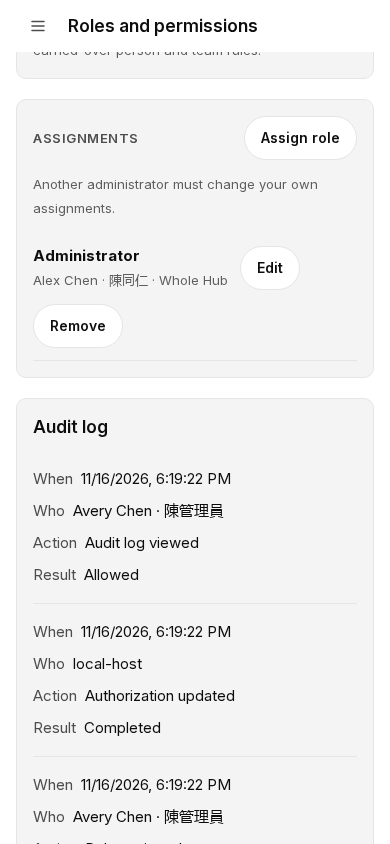 Roles and permissions
earned-over person and team rules.
ASSIGNMENTS
Assign role
Another administrator must change your own
assignments.
Administrator
Alex Chen · 陳同仁 · Whole Hub
Edit
Remove
Audit log
When 11/16/2026, 6:19:22 PM
Who Avery Chen · 陳管理員
Action Audit log viewed
Result Allowed
When 11/16/2026, 6:19:22 PM
Who local-host
Action Authorization updated
Result Completed
When 11/16/2026, 6:19:22 PM
Who Avery Chen · 陳管理員